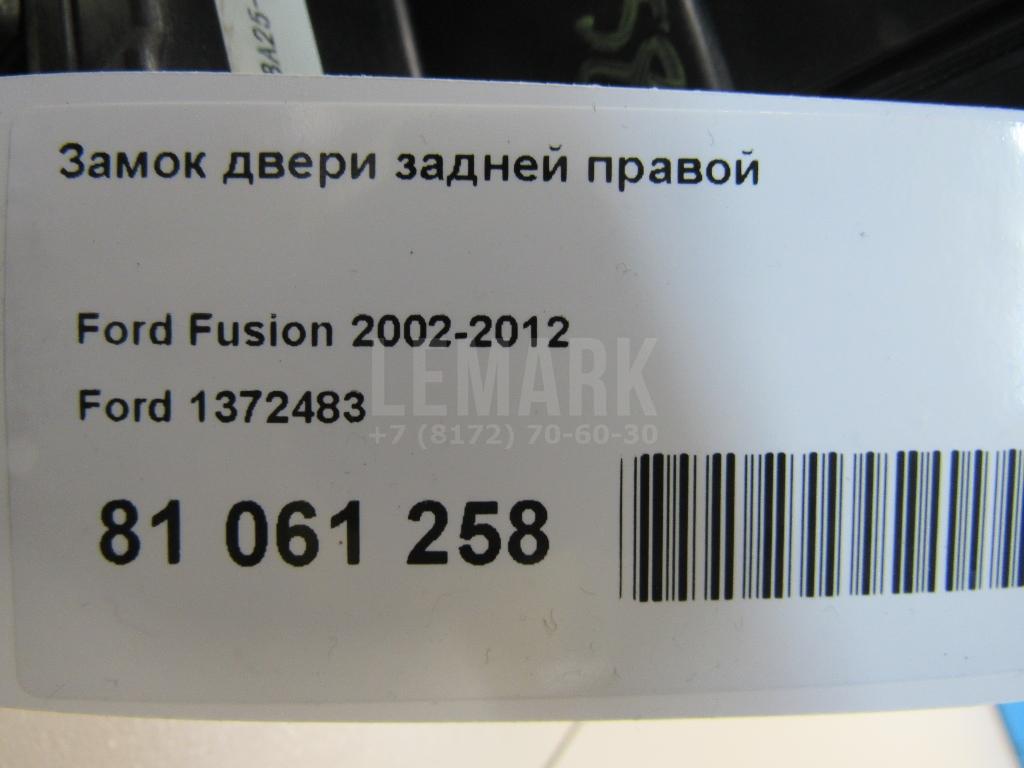 8A25-
Замок двери задней правой
Ford Fusion 2002-2012
LEMARK
Ford 1372483
+7 (8172) 70-60-30
81 061 258